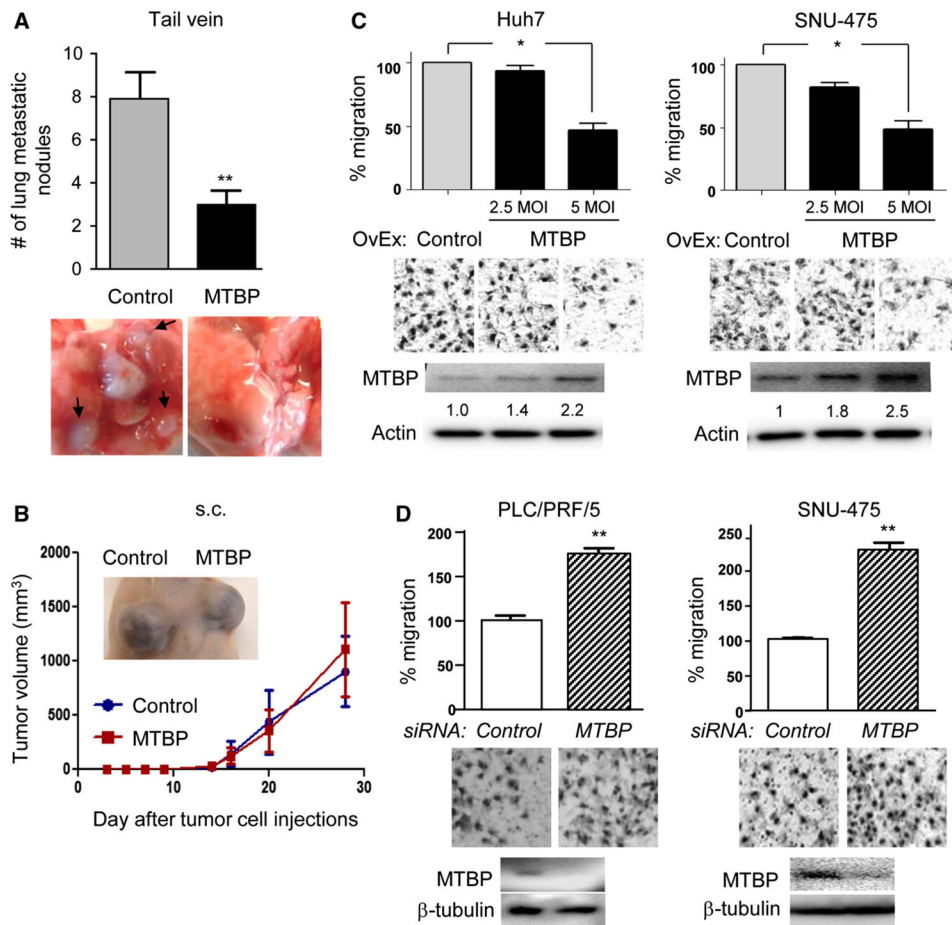 A
Tail vein
# of lung metastatic
nodules
10
8
6
4
2
0
**
Control MTBP
B
s.c.
Tumor volume (mm³)
2000
1500
1000
500
0
Control MTBP
Control
MTBP
0 10 20 30
Day after tumor cell injections
C
Huh7
% migration
100
50
0
*
2.5 MOI 5 MOI
OvEx: Control MTBP
MTBP
1.0 1.4 2.2
Actin
SNU-475
% migration
100
50
0
*
2.5 MOI 5 MOI
OvEx: Control MTBP
MTBP
1 1.8 2.5
Actin
D
PLC/PRF/5
% migration
200
150
100
50
0
**
siRNA: Control MTBP
MTBP
β-tubulin
SNU-475
% migration
250
200
150
100
50
0
**
siRNA: Control MTBP
MTBP
β-tubulin